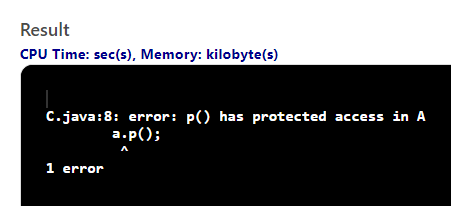 Result
CPU Time: sec(s), Memory: kilobyte(s)
C.java:8: error: p() has protected access in A
        a.p();
         ^
1 error